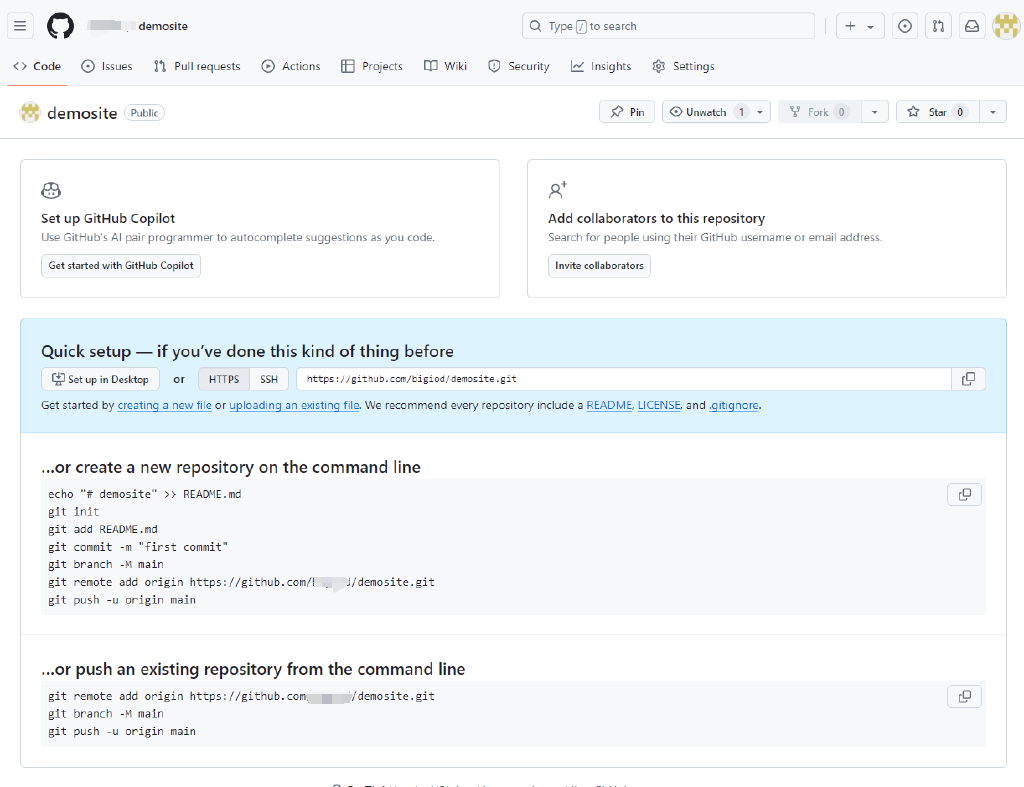 demosite
Type / to search
Code
Issues
Pull requests
Actions
Projects
Wiki
Security
Insights
Settings
demosite Public
Pin
Unwatch 1
Fork 0
Star 0
Set up GitHub Copilot
Use GitHub's AI pair programmer to autocomplete suggestions as you code.
Get started with GitHub Copilot
Add collaborators to this repository
Search for people using their GitHub username or email address.
Invite collaborators
Quick setup — if you've done this kind of thing before
Set up in Desktop or HTTPS SSH https://github.com/bigiod/demosite.git
Get started by creating a new file or uploading an existing file. We recommend every repository include a README, LICENSE, and .gitignore.
...or create a new repository on the command line
echo "# demosite" >> README.md
git init
git add README.md
git commit -m "first commit"
git branch -M main
git remote add origin https://github.com/ /demosite.git
git push -u origin main
...or push an existing repository from the command line
git remote add origin https://github.com /demosite.git
git branch -M main
git push -u origin main